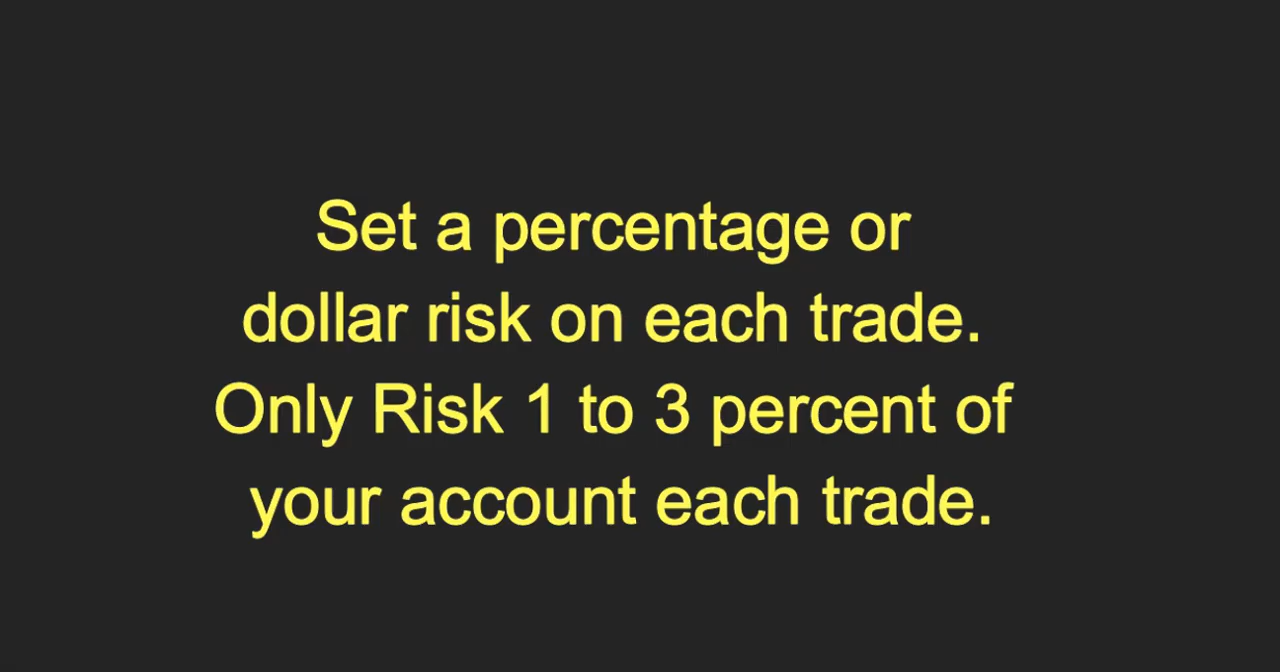 Set a percentage or
dollar risk on each trade.
Only Risk 1 to 3 percent of
your account each trade.